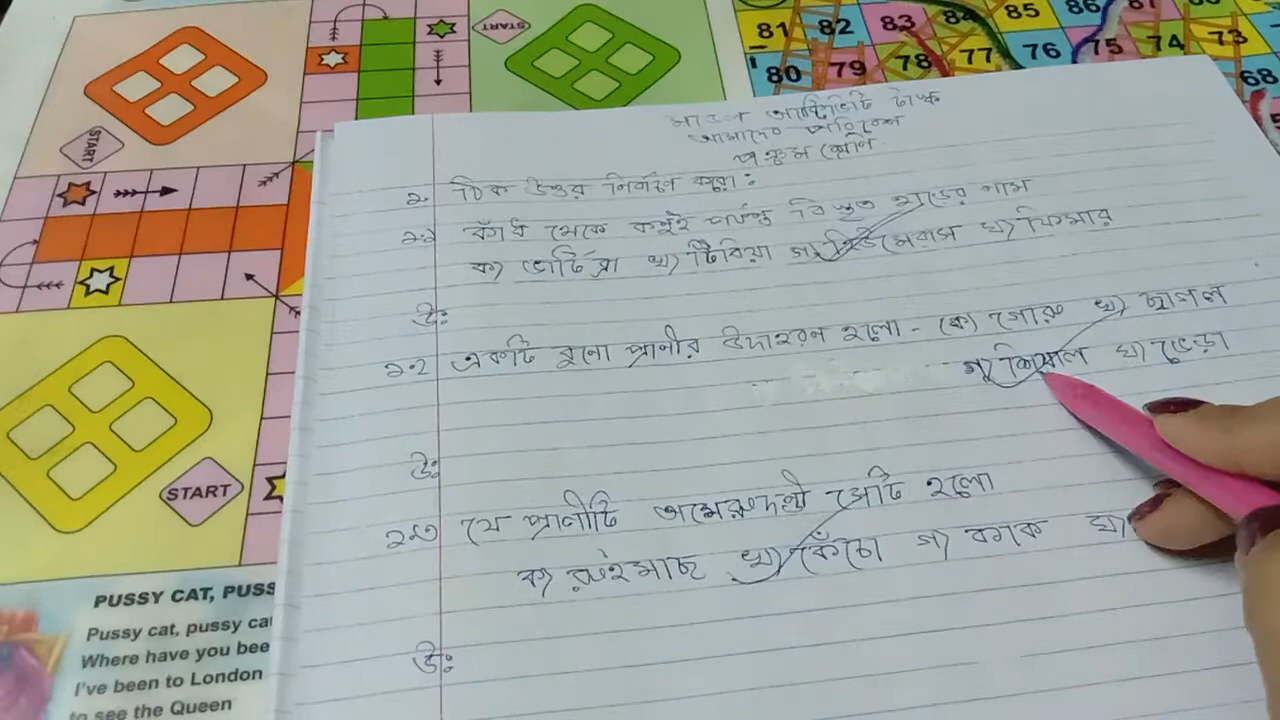 START
START
81 82 83 84 85 86 87
80 79 78 77 76 75 74 73
68
আমাদের পরিবেশ
পঞ্চম শ্রেণি
১. ঠিক উত্তর নির্বাচন করো:
১.১ কাঁধ থেকে কনুই পর্যন্ত বিস্তৃত হাড়ের নাম
ক) ভার্টিব্রা খ) টিবিয়া গ) হিউমেরাস ঘ) ফিমার
উঃ
১.২ একটি বুনো প্রাণীর উদাহরন হলো - (ক) গোরু খ) ছাগল
গ) শিয়াল ঘ) ভেড়া
উঃ
১.৩ যে প্রাণীটি অমেরুদণ্ডী সেটি হলো
ক) রুইমাছ খ) কেঁচো গ) কাক ঘ)
উঃ
START
PUSSY CAT, PUSS
Pussy cat, pussy ca
Where have you bee
I've been to London
to see the Queen